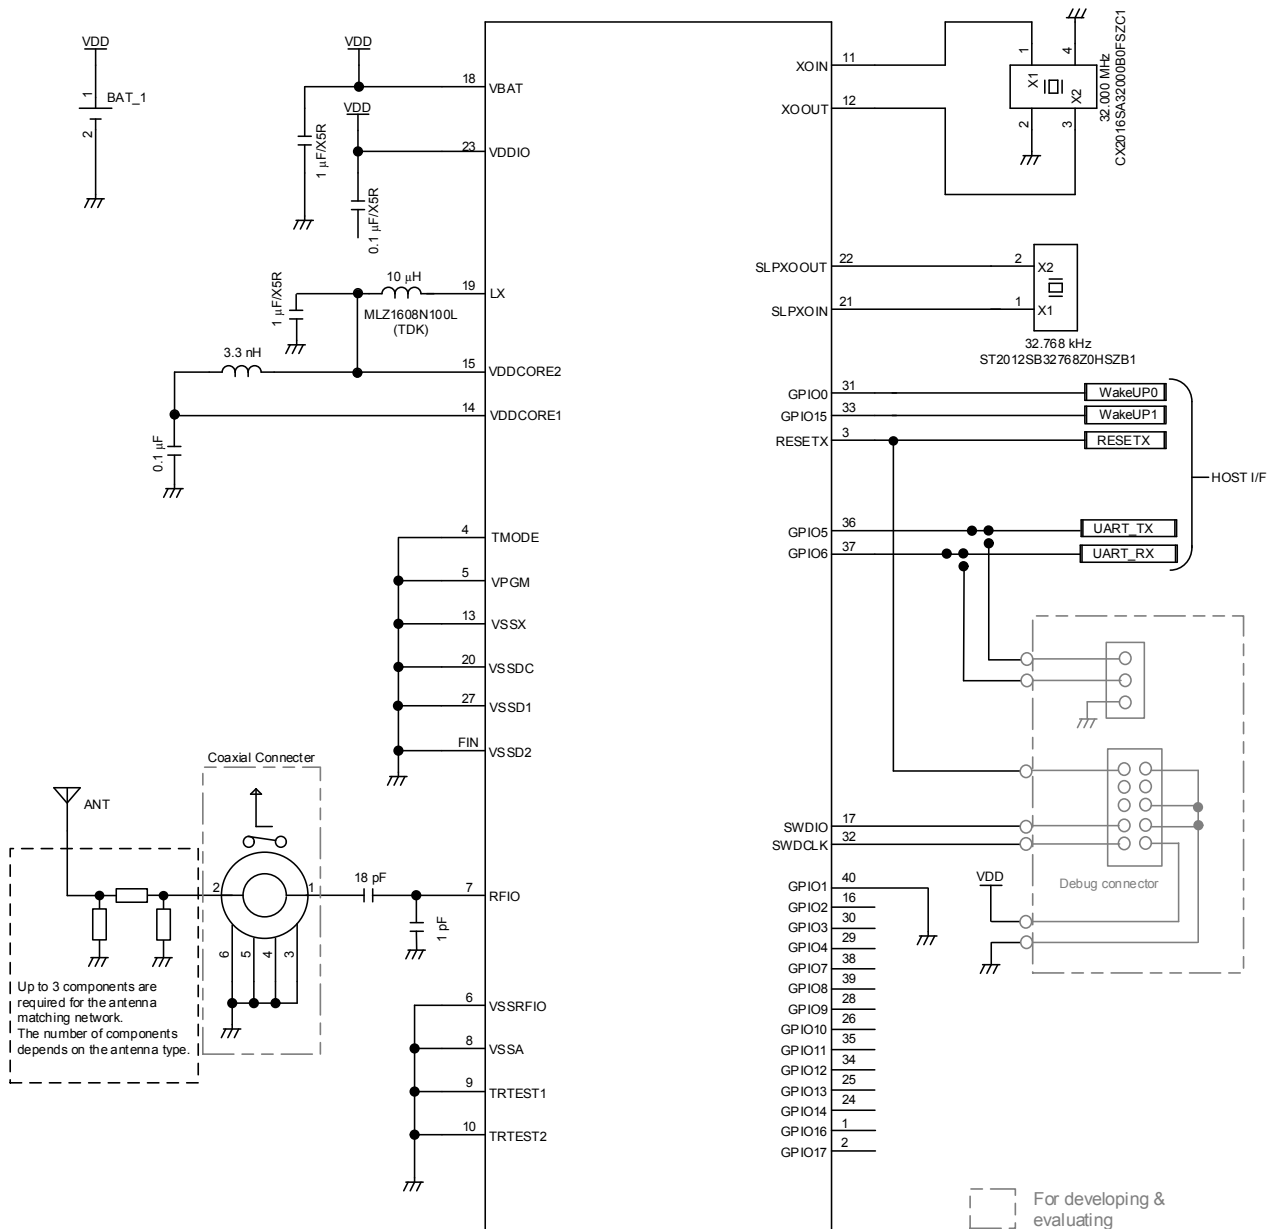 VDD
1
BAT_1
2
VDD
18
VBAT
1 μF/X5R
VDD
23
VDDIO
0.1 μF/X5R
1 μF/X5R
10 μH
19
LX
MLZ1608N100L
(TDK)
3.3 nH
15
VDDCORE2
14
VDDCORE1
0.1 μF
4
TMODE
5
VPGM
13
VSSX
20
VSSDC
27
VSSD1
FIN
VSSD2
Coaxial Connecter
ANT
2
1
18 pF
7
RFIO
1 pF
6
5
4
3
Up to 3 components are
required for the antenna
matching network.
The number of components
depends on the antenna type.
6
VSSRFIO
8
VSSA
9
TRTEST1
10
TRTEST2
XOIN
11
XOOUT
12
1
4
X1
X2
2
3
32.000 MHz
CX2016SA32000B0FSZC1
SLPXOOUT
22
2
X2
SLPXOIN
21
1
X1
32.768 kHz
ST2012SB32768Z0HSZB1
GPIO0
31
WakeUP0
GPIO15
33
WakeUP1
RESETX
3
RESETX
HOST I/F
GPIO5
36
UART_TX
GPIO6
37
UART_RX
SWDIO
17
SWDCLK
32
VDD
Debug connector
GPIO1
40
GPIO2
16
GPIO3
30
GPIO4
29
GPIO7
38
GPIO8
39
GPIO9
28
GPIO10
26
GPIO11
35
GPIO12
34
GPIO13
25
GPIO14
24
GPIO16
1
GPIO17
2
For developing &
evaluating